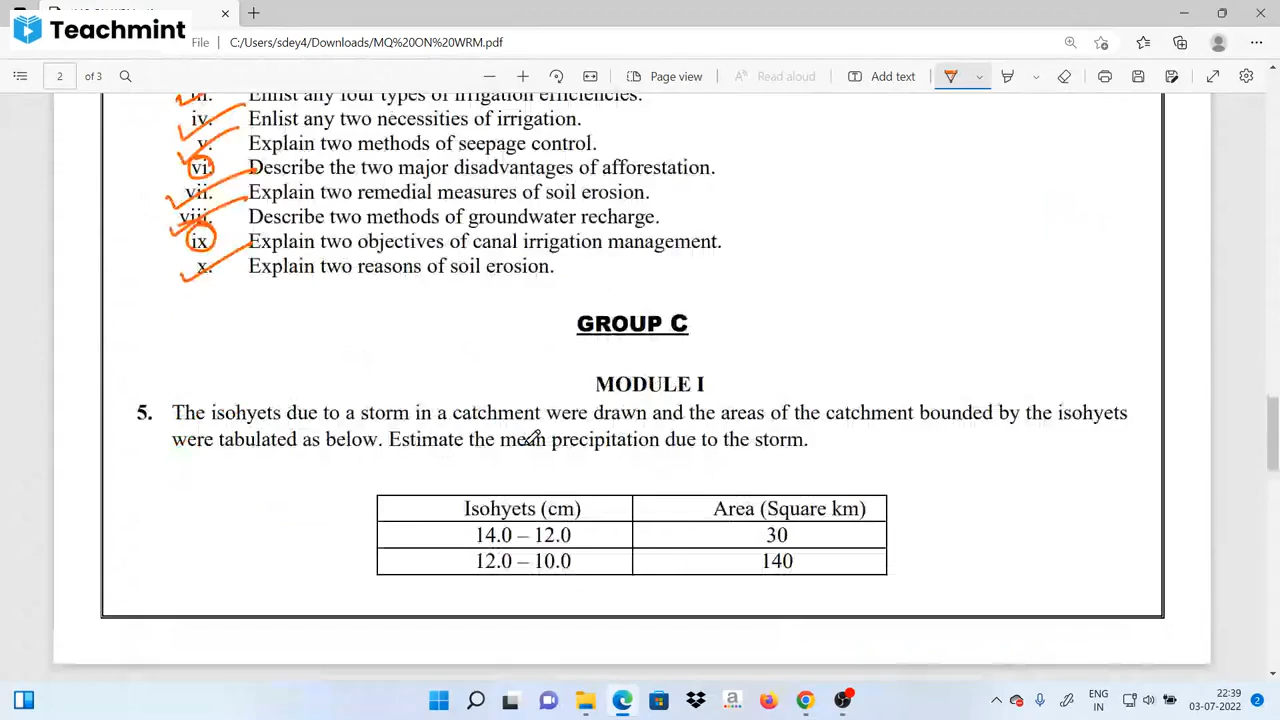 Teachmint
File C:/Users/sdey4/Downloads/MQ%20ON%20WRM.pdf
2 of 3 Page view Read aloud Add text
iii. Enlist any four types of irrigation efficiencies.
iv. Enlist any two necessities of irrigation.
v. Explain two methods of seepage control.
vi. Describe the two major disadvantages of afforestation.
vii. Explain two remedial measures of soil erosion.
viii. Describe two methods of groundwater recharge.
ix. Explain two objectives of canal irrigation management.
x. Explain two reasons of soil erosion.
GROUP C
MODULE I
5. The isohyets due to a storm in a catchment were drawn and the areas of the catchment bounded by the isohyets
were tabulated as below. Estimate the mean precipitation due to the storm.
Isohyets (cm) Area (Square km)
14.0 – 12.0 30
12.0 – 10.0 140
ENG 22:39
IN 03-07-2022 2